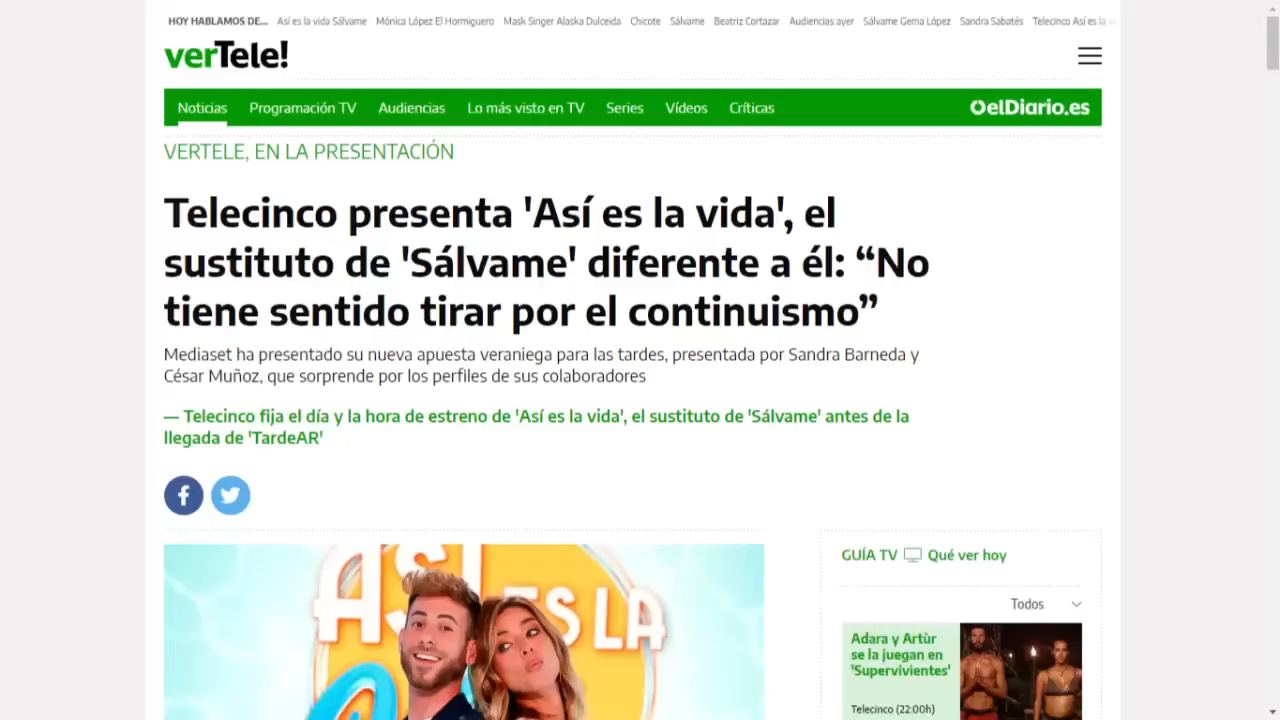 HOY HABLAMOS DE... Así es la vida Sálvame Mónica López El Hormiguero Mask Singer Alaska Dulceida Chicote Sálvame Beatriz Cortazar Audiencias ayer Sálvame Gema López Sandra Sabatés Telecinco Así es la
verTele!
Noticias Programación TV Audiencias Lo más visto en TV Series Vídeos Críticas elDiario.es
VERTELE, EN LA PRESENTACIÓN
Telecinco presenta 'Así es la vida', el
sustituto de 'Sálvame' diferente a él: “No
tiene sentido tirar por el continuismo”
Mediaset ha presentado su nueva apuesta veraniega para las tardes, presentada por Sandra Barneda y
César Muñoz, que sorprende por los perfiles de sus colaboradores
— Telecinco fija el día y la hora de estreno de 'Así es la vida', el sustituto de 'Sálvame' antes de la
llegada de 'TardeAR'
GUÍA TV Qué ver hoy
Todos
ASÍ
ES LA
Adara y Artùr
se la juegan en
'Supervivientes'
Telecinco (22:00h)